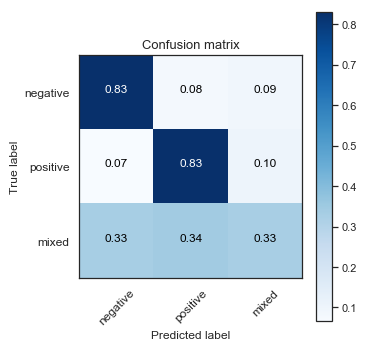 Confusion matrix
True label
negative 0.83 0.08 0.09
positive 0.07 0.83 0.10
mixed 0.33 0.34 0.33
negative positive mixed
Predicted label
0.8
0.7
0.6
0.5
0.4
0.3
0.2
0.1